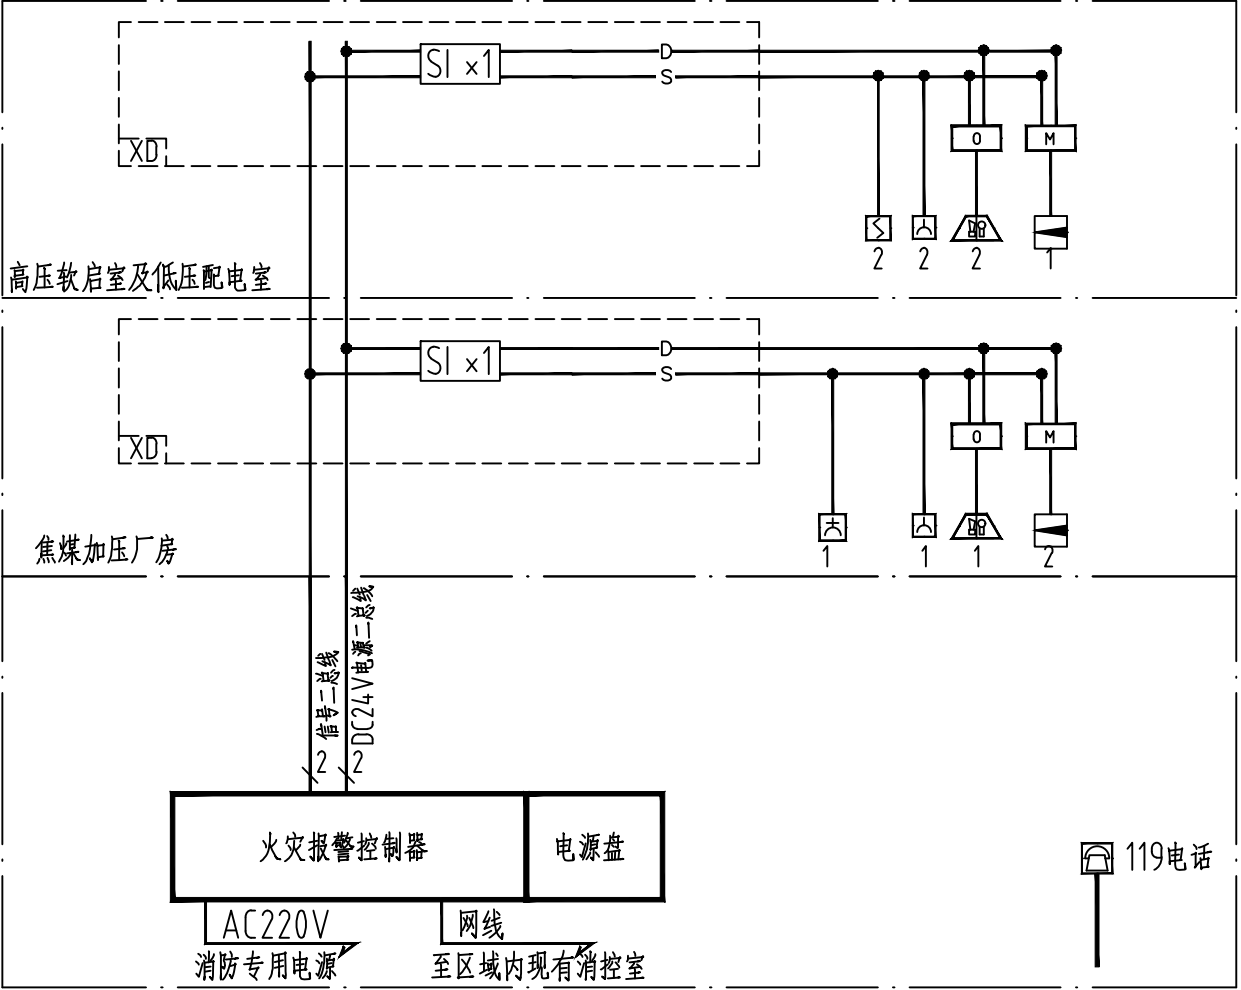 SI x1
D
S
XD
O
M
2
2
2
1
高压软启室及低压配电室
SI x1
D
S
XD
O
M
1
1
1
2
焦煤加压厂房
信号二总线
DC24V电源二总线
2
2
火灾报警控制器
电源盘
119电话
AC220V
消防专用电源
网线
至区域内现有消控室